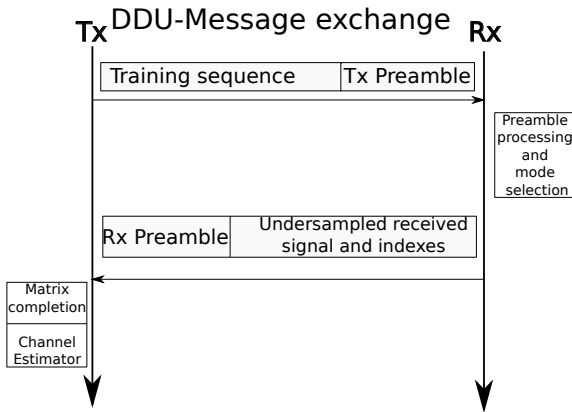 DDU-Message exchange
Tx
Rx
Training sequence
Tx Preamble
Preamble
processing
and
mode
selection
Rx Preamble
Undersampled received
signal and indexes
Matrix
completion
Channel
Estimator